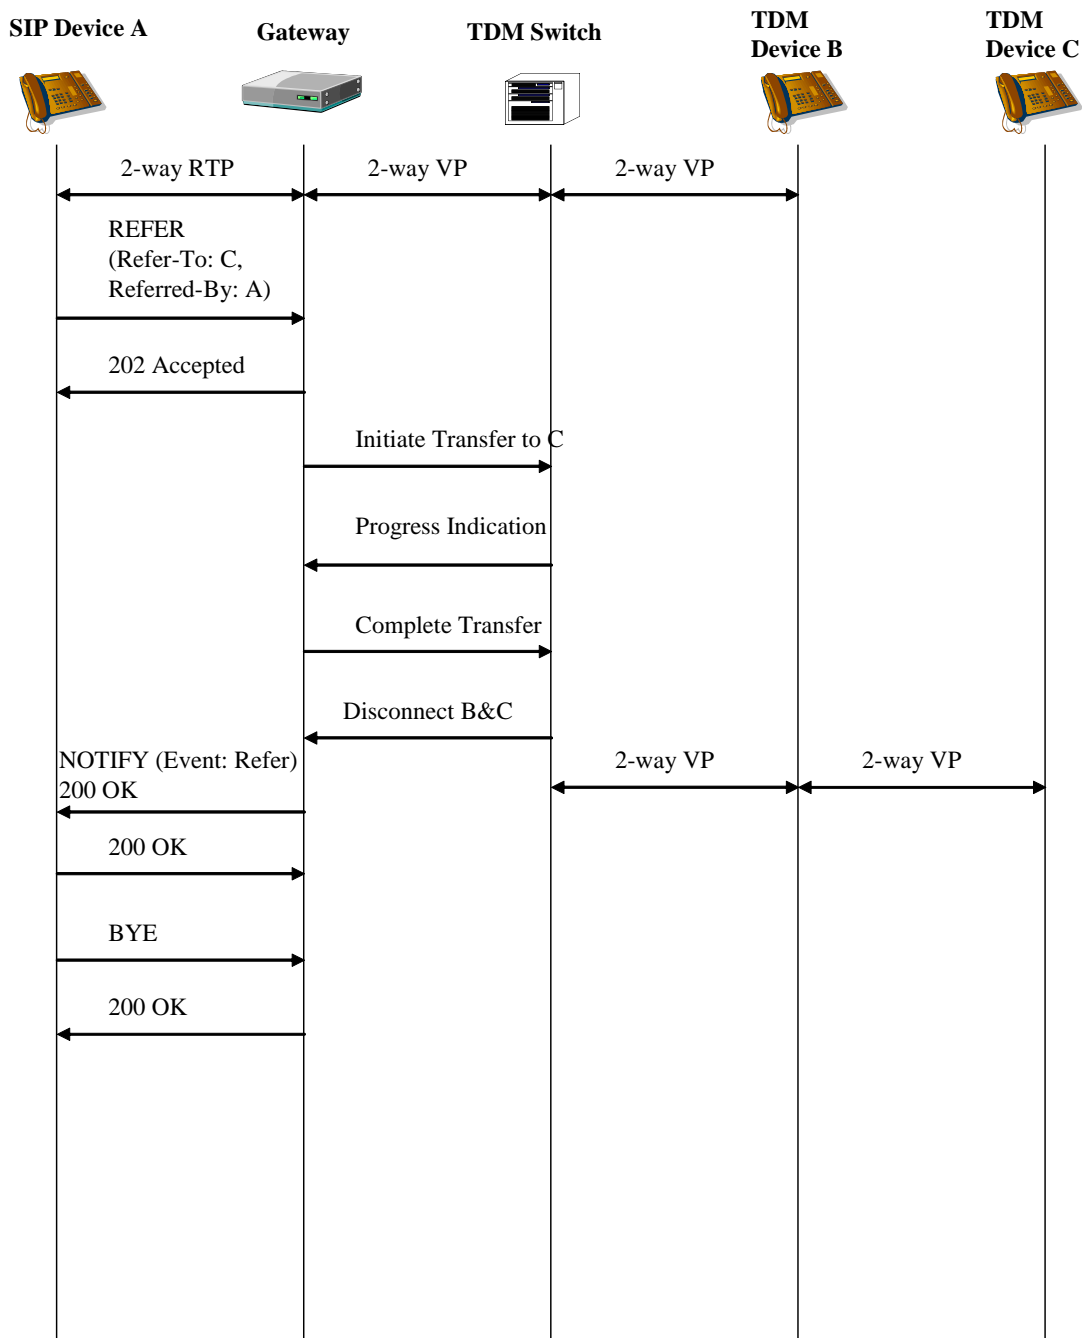 SIP Device A
Gateway
TDM Switch
TDM
Device B
TDM
Device C
2-way RTP
2-way VP
2-way VP
REFER
(Refer-To: C,
Referred-By: A)
202 Accepted
Initiate Transfer to C
Progress Indication
Complete Transfer
Disconnect B&C
NOTIFY (Event: Refer)
200 OK
2-way VP
2-way VP
200 OK
BYE
200 OK